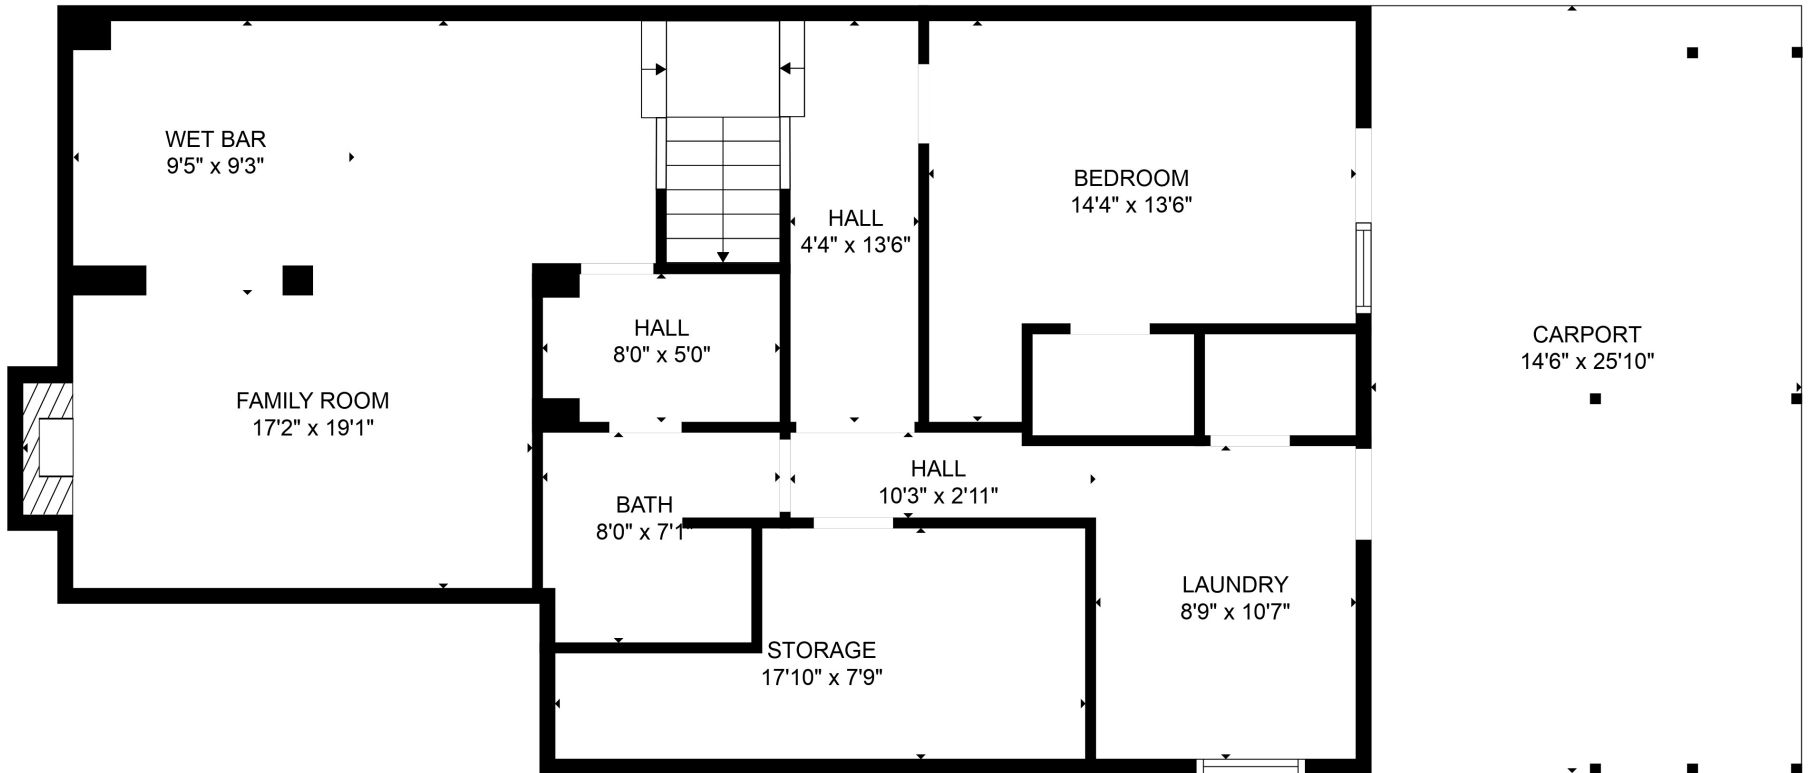 WET BAR
9'5" x 9'3"
BEDROOM
14'4" x 13'6"
HALL
4'4" x 13'6"
HALL
8'0" x 5'0"
CARPORT
14'6" x 25'10"
FAMILY ROOM
17'2" x 19'1"
HALL
10'3" x 2'11"
BATH
8'0" x 7'1"
LAUNDRY
8'9" x 10'7"
STORAGE
17'10" x 7'9"